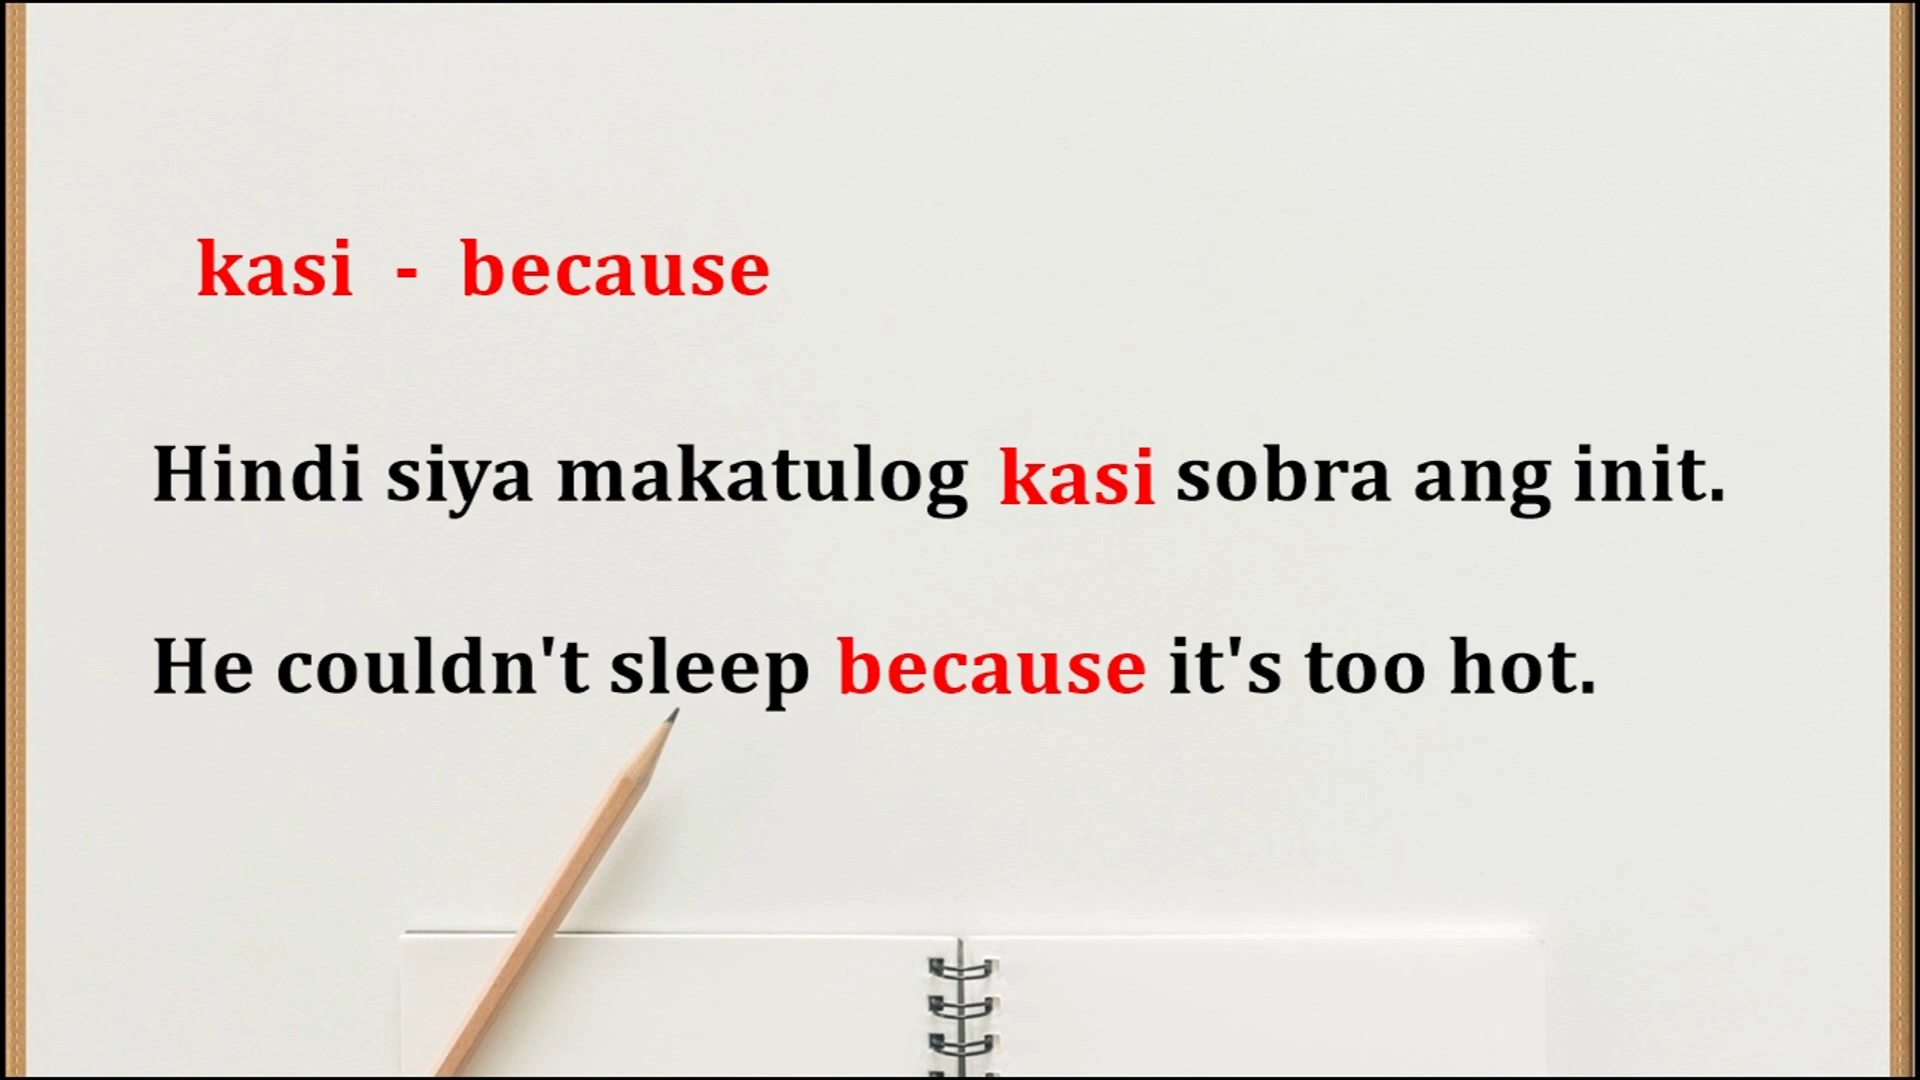 kasi - because
Hindi siya makatulog kasi sobra ang init.
He couldn't sleep because it's too hot.